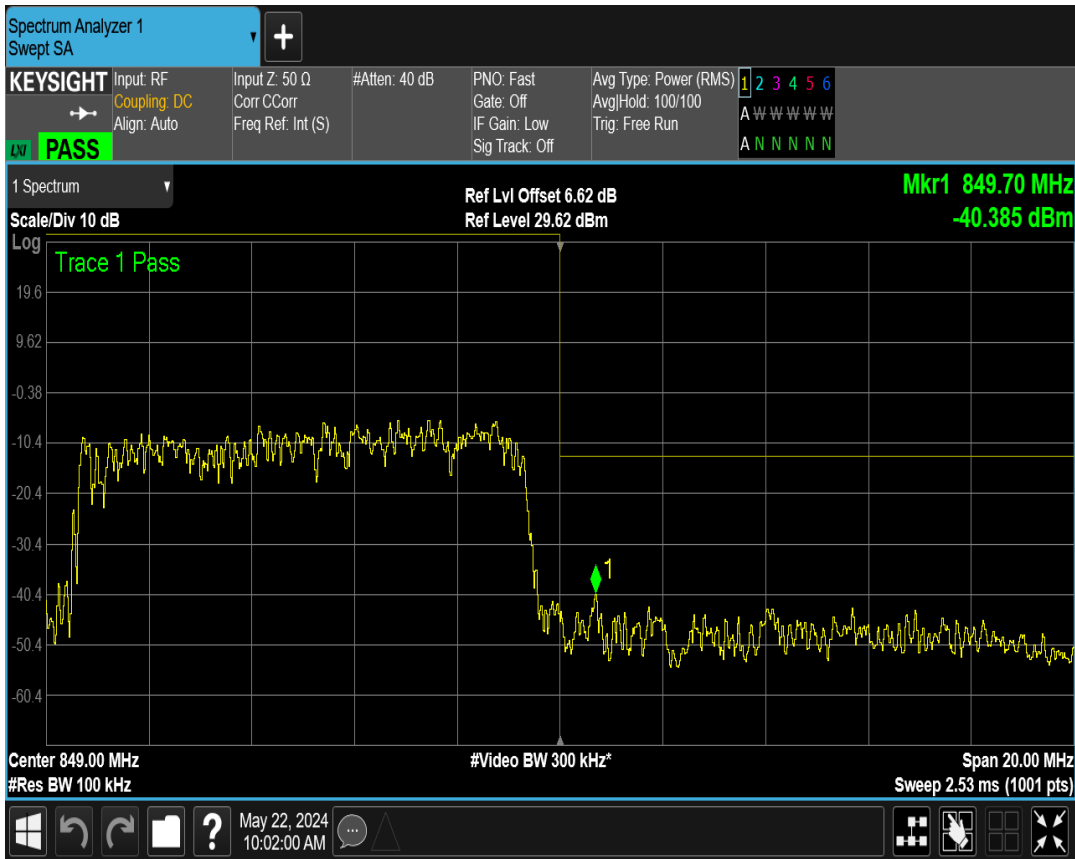 Spectrum Analyzer 1
Swept SA
+
KEYSIGHT
LXI PASS
Input: RF
Coupling: DC
Align: Auto
Input Z: 50 Ω
Corr CCorr
Freq Ref: Int (S)
#Atten: 40 dB
PNO: Fast
Gate: Off
IF Gain: Low
Sig Track: Off
Avg Type: Power (RMS)
Avg|Hold: 100/100
Trig: Free Run
1 2 3 4 5 6
A W W W W W
A N N N N N
1 Spectrum
Scale/Div 10 dB
Ref Lvl Offset 6.62 dB
Ref Level 29.62 dBm
Mkr1 849.70 MHz
-40.385 dBm
Log
Trace 1 Pass
19.6
9.62
-0.38
-10.4
-20.4
-30.4
1
-40.4
-50.4
-60.4
Center 849.00 MHz
#Video BW 300 kHz*
Span 20.00 MHz
#Res BW 100 kHz
Sweep 2.53 ms (1001 pts)
?
May 22, 2024
10:02:00 AM